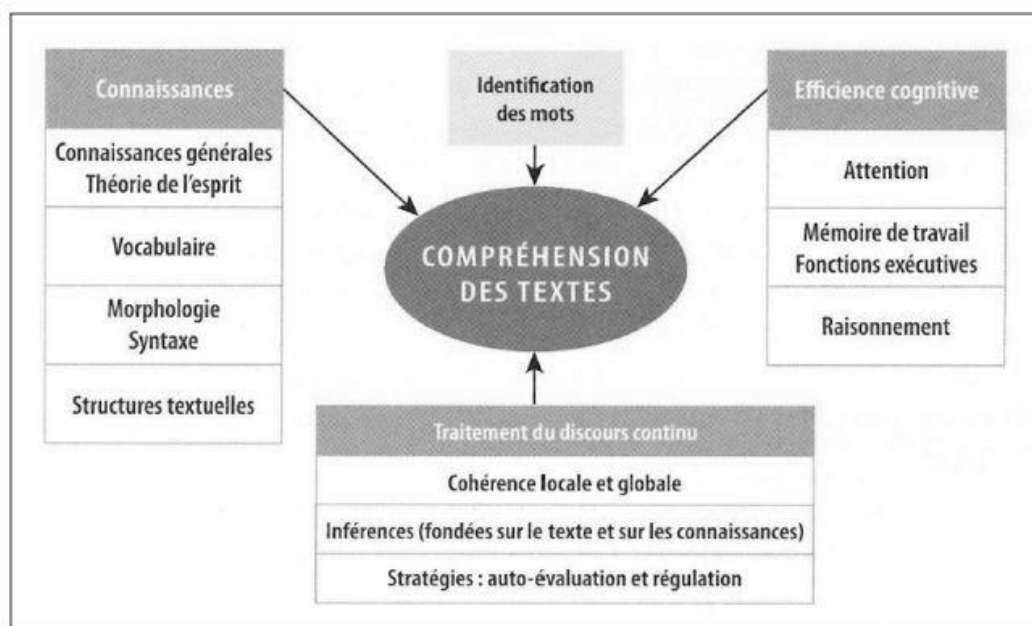 Connaissances
Connaissances générales
Théorie de l'esprit
Vocabulaire
Morphologie
Syntaxe
Structures textuelles
Identification
des mots
COMPRÉHENSION
DES TEXTES
Efficience cognitive
Attention
Mémoire de travail
Fonctions exécutives
Raisonnement
Traitement du discours continu
Cohérence locale et globale
Inférences (fondées sur le texte et sur les connaissances)
Stratégies : auto-évaluation et régulation